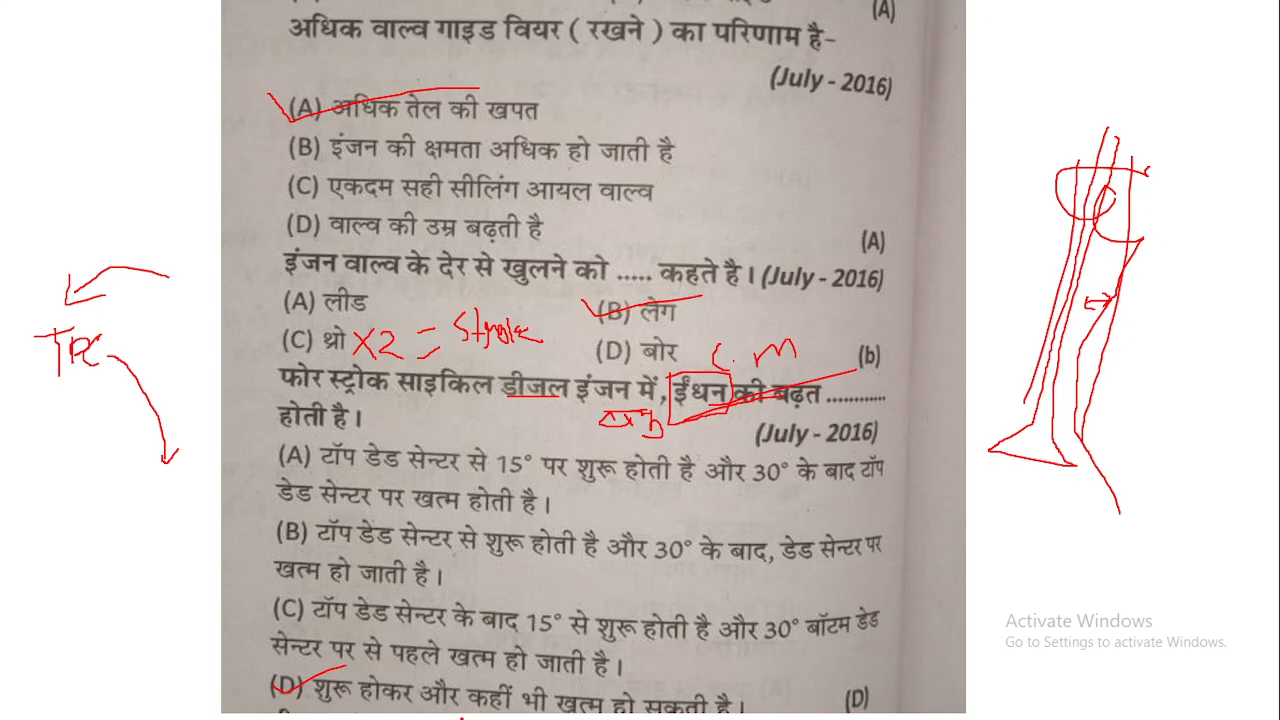 (A)
अधिक वाल्व गाइड वियर ( रखने ) का परिणाम है-
(July - 2016)
(A) अधिक तेल की खपत
(B) इंजन की क्षमता अधिक हो जाती है
(C) एकदम सही सीलिंग आयल वाल्व
(D) वाल्व की उम्र बढ़ती है
(A)
इंजन वाल्व के देर से खुलने को ..... कहते है। (July - 2016)
(A) लीड
(B) लेग
(C) थ्रो X2 = Stroke
(D) बोर
C. M
(b)
फोर स्ट्रोक साइकिल डीजल इंजन में, ईंधन की बढ़त ............
होती है।
(July - 2016)
(A) टॉप डेड सेन्टर से 15° पर शुरू होती है और 30° के बाद टॉप
डेड सेन्टर पर खत्म होती है।
(B) टॉप डेड सेन्टर से शुरू होती है और 30° के बाद, डेड सेन्टर पर
खत्म हो जाती है।
(C) टॉप डेड सेन्टर के बाद 15° से शुरू होती है और 30° बॉटम डेड
सेन्टर पर से पहले खत्म हो जाती है।
(D) शुरू होकर और कहीं भी खत्म हो सकती है।
(D)
Activate Windows
Go to Settings to activate Windows.